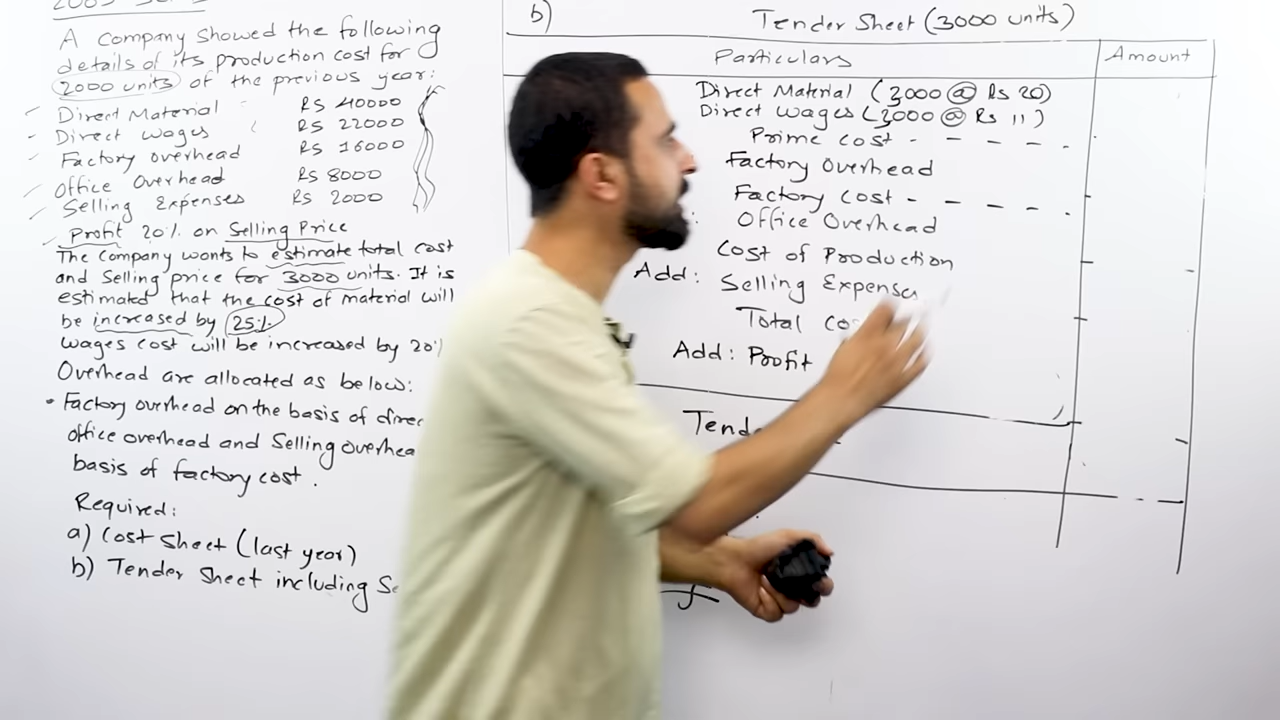 A company showed the following
details of its production cost for
2000 units of the previous year:
Direct Material RS 40000
Direct wages RS 22000
Factory overhead RS 16000
Office Overhead RS 8000
Selling Expenses RS 2000
Profit 20% on Selling Price
The company wants to estimate total cost
and Selling price for 3000 units. It is
estimated that the cost of material will
be increased by 25%
wages cost will be increased by 20%
Overhead are allocated as below:
• Factory overhead on the basis of direc
office overhead and Selling overhea
basis of factory cost.
Required:
a) Cost Sheet (last year)
b) Tender Sheet including Se
b) Tender Sheet (3000 units)
Particulars Amount
Direct Material (3000 @ Rs 20)
Direct wages (3000 @ Rs 11)
Prime cost - - - - -
Factory Overhead
Factory cost - - - - -
Office Overhead
Cost of Production
Add: Selling Expenses
Total co
Add: Profit
Tende